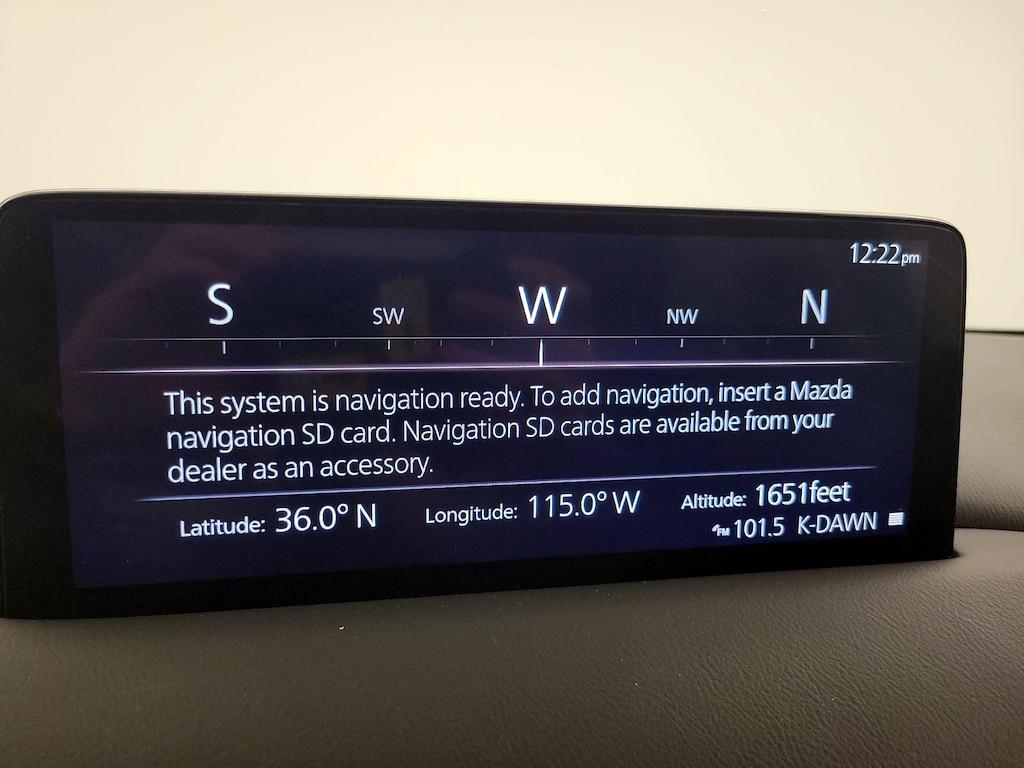 12:22pm
S SW W NW N
This system is navigation ready. To add navigation, insert a Mazda
navigation SD card. Navigation SD cards are available from your
dealer as an accessory.
Latitude: 36.0° N Longitude: 115.0° W Altitude: 1651feet
FM 101.5 K-DAWN